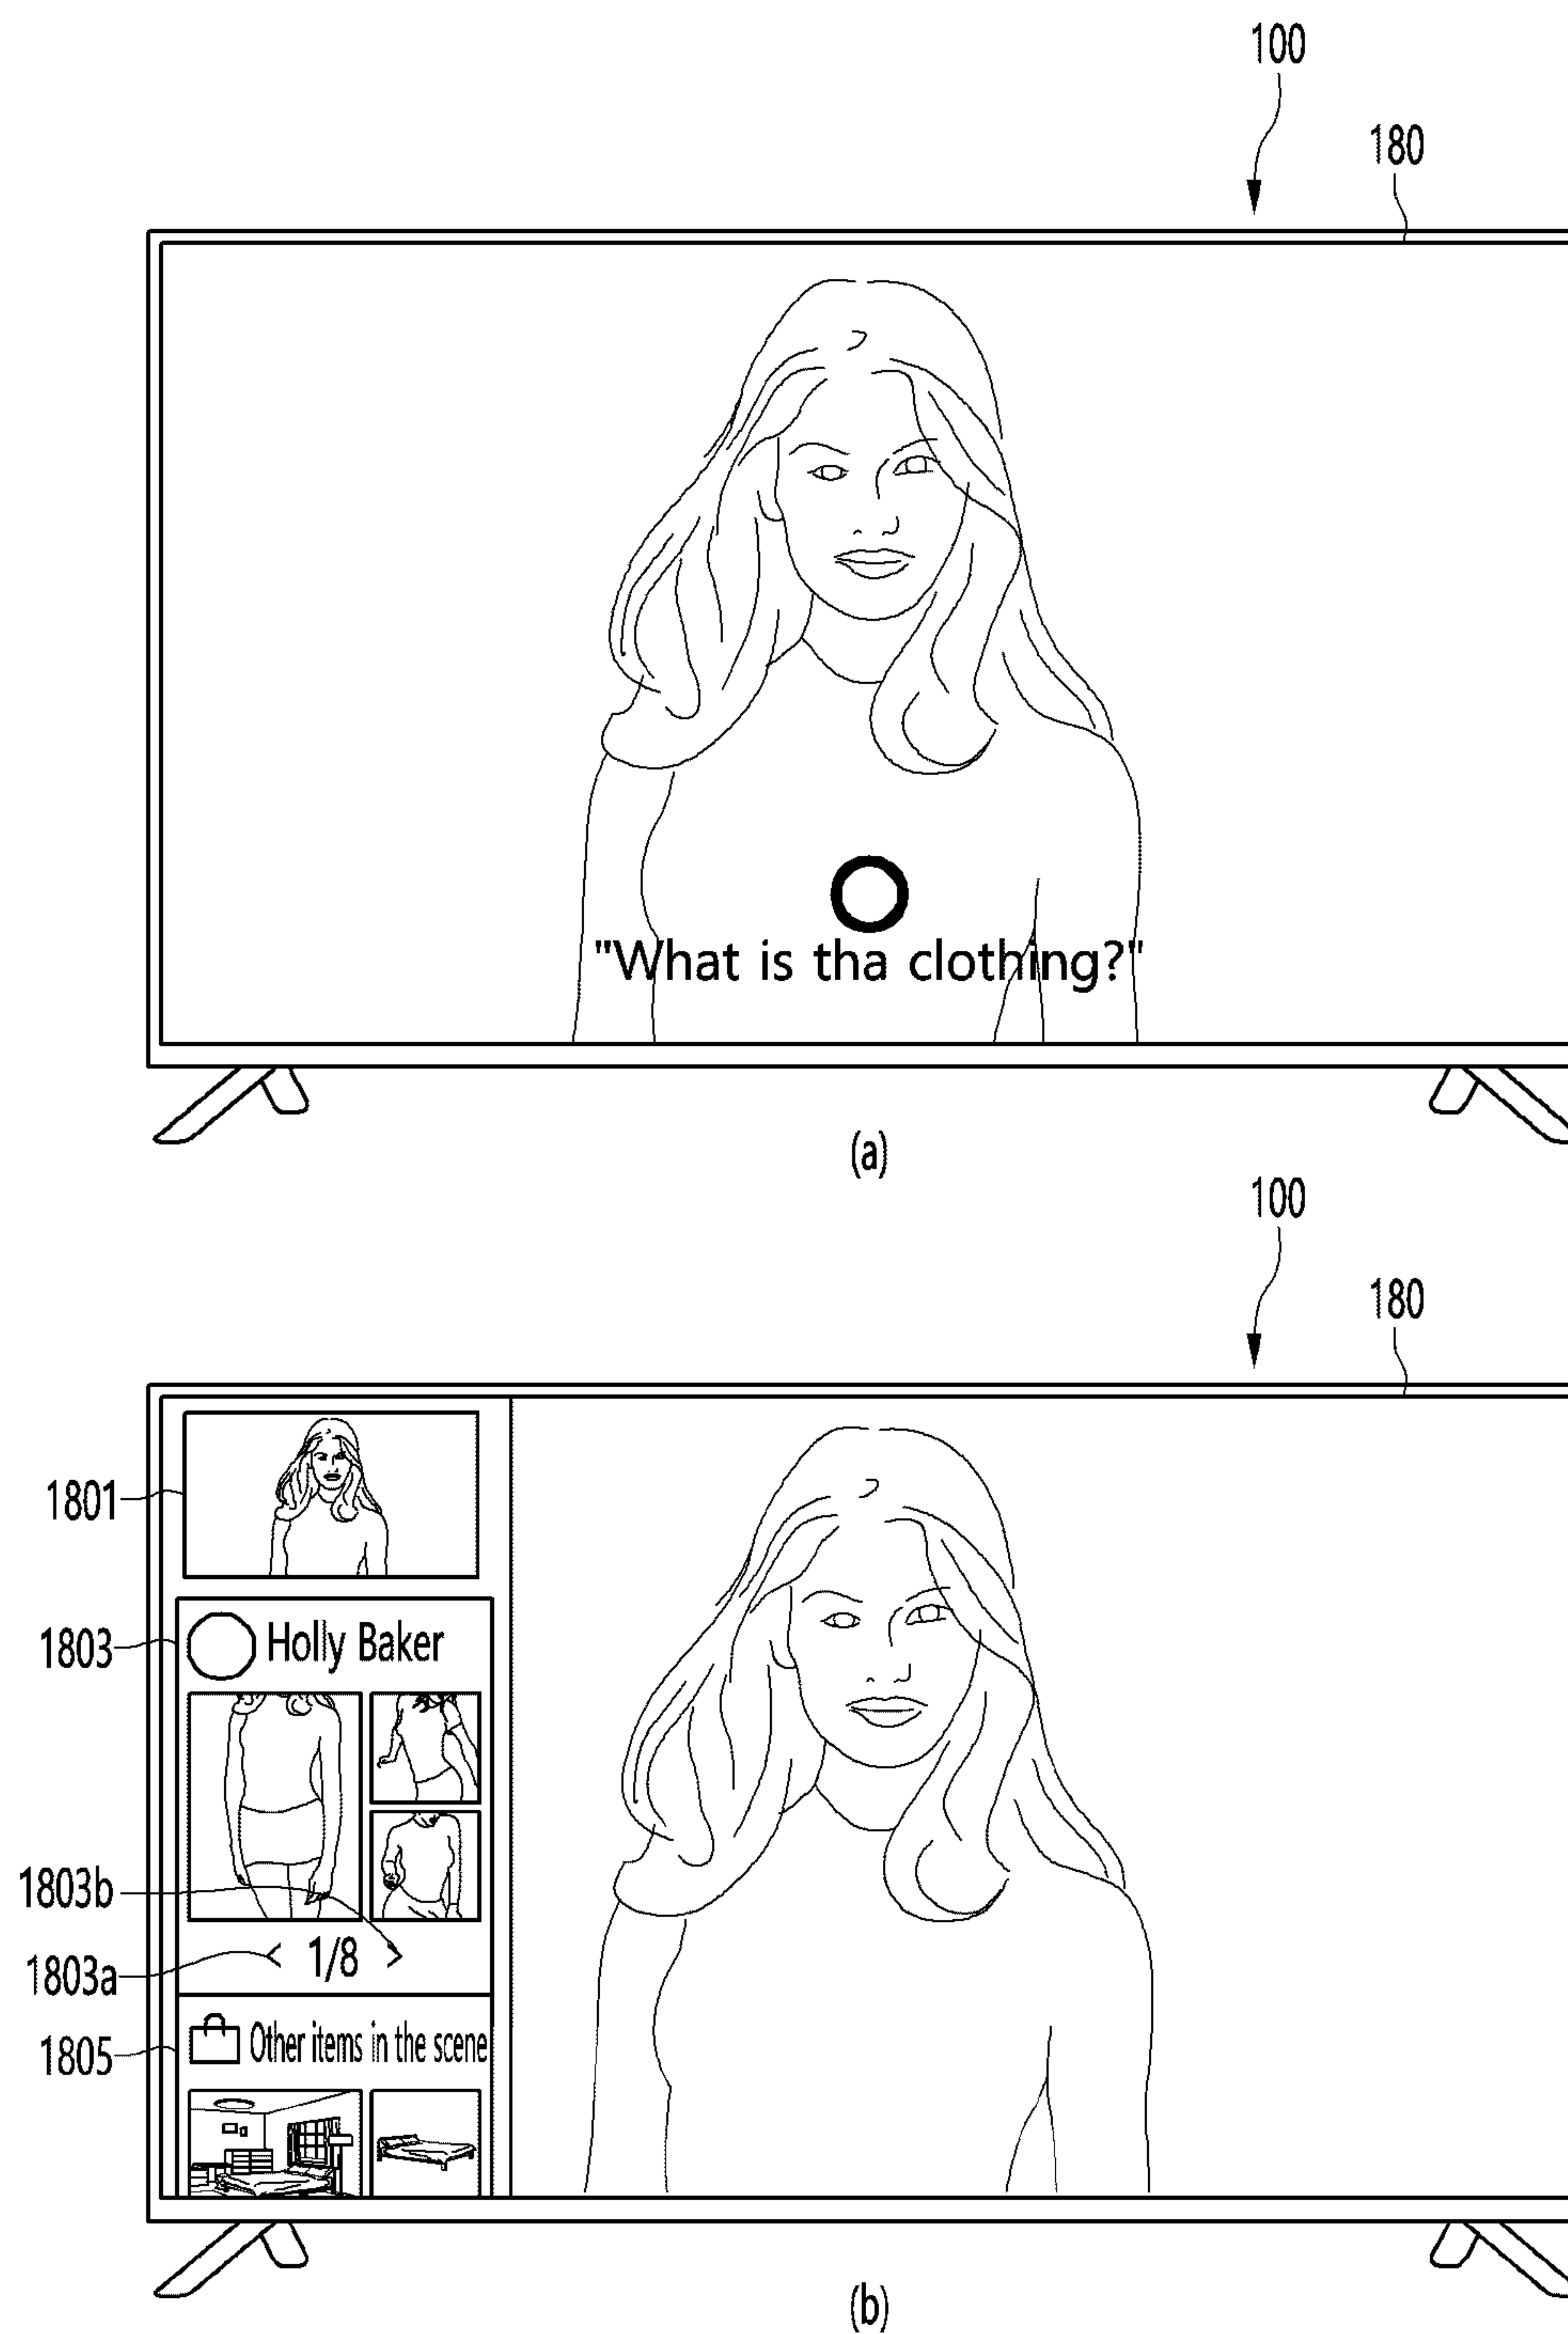 100
180
"What is tha clothing?"
(a)
100
180
1801
1803
Holly Baker
1803b
1803a
< 1/8 >
1805
Other items in the scene
(b)